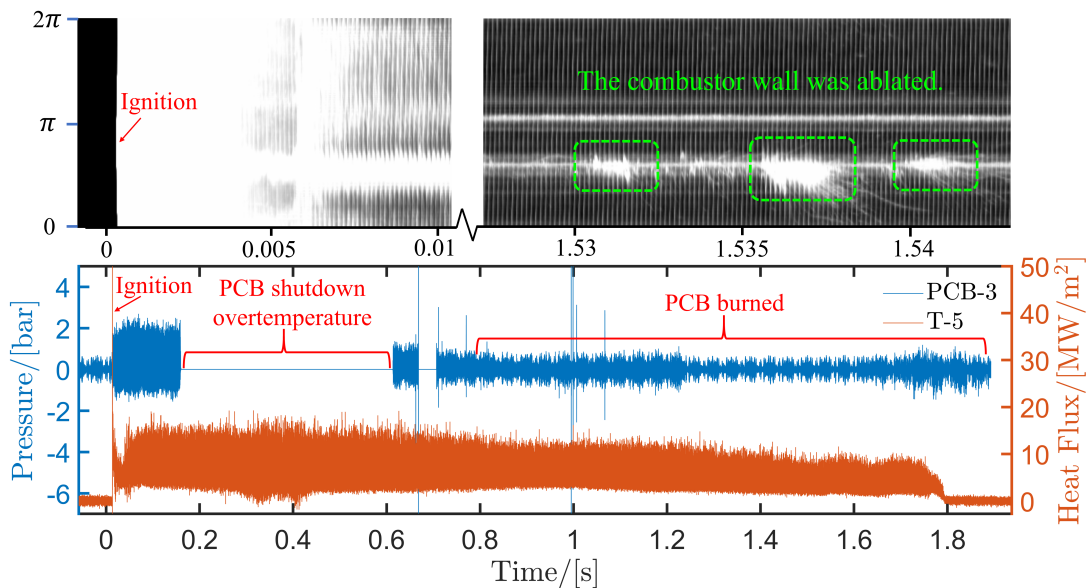 2π
π
0
Ignition
The combustor wall was ablated.
0
0.005
0.01
1.53
1.535
1.54
Pressure/[bar]
4
2
0
-2
-4
-6
Ignition
PCB shutdown
overtemperature
PCB burned
PCB-3
T-5
50
40
30
20
10
0
Heat Flux/[MW/m²]
0
0.2
0.4
0.6
0.8
1
1.2
1.4
1.6
1.8
Time/[s]